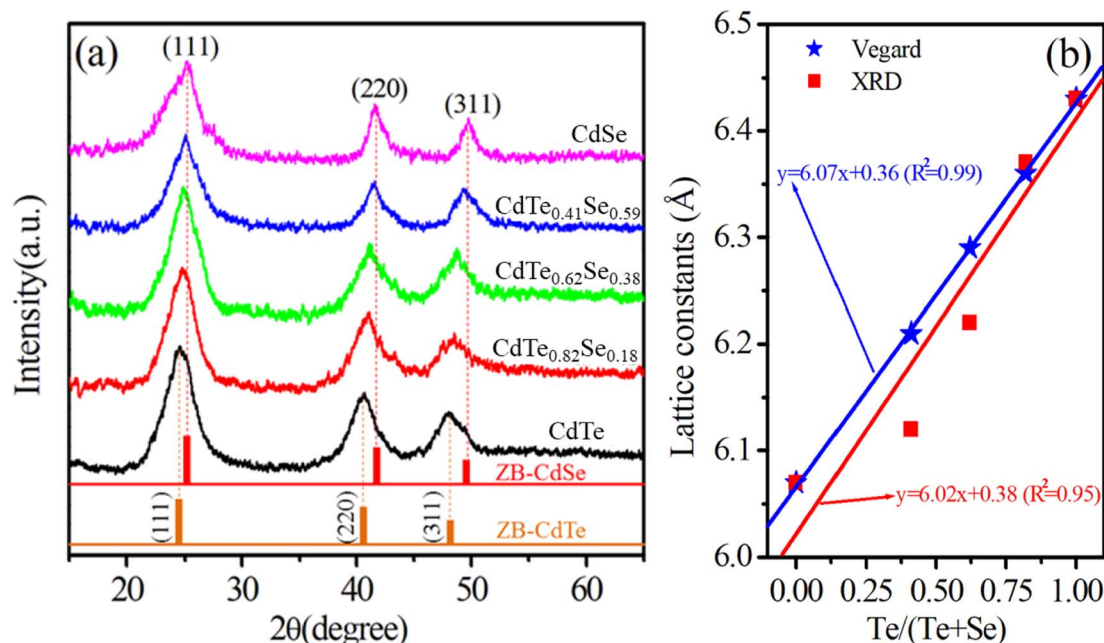 (a)
(111)
(220)
(311)
CdSe
CdTe0.41Se0.59
CdTe0.62Se0.38
CdTe0.82Se0.18
CdTe
ZB-CdSe
(111)
(220)
(311)
ZB-CdTe
Intensity(a.u.)
20
30
40
50
60
2θ(degree)
(b)
Vegard
XRD
y=6.07x+0.36 (R²=0.99)
y=6.02x+0.38 (R²=0.95)
Lattice constants (Å)
6.5
6.4
6.3
6.2
6.1
6.0
0.00
0.25
0.50
0.75
1.00
Te/(Te+Se)